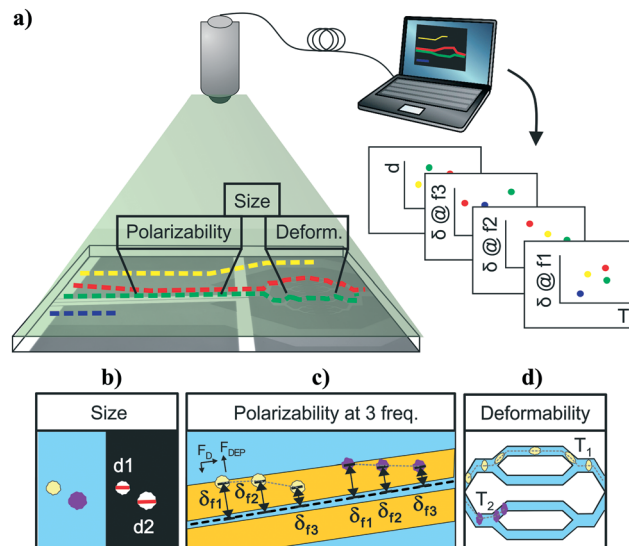 a)
Size
Polarizability
Deform.
d
δ @ f3
δ @ f2
δ @ f1
T
b)
c)
d)
Size
Polarizability at 3 freq.
Deformability
d1
d2
F_D
F_DEP
δ_f1
δ_f2
δ_f3
δ_f1
δ_f2
δ_f3
T_1
T_2